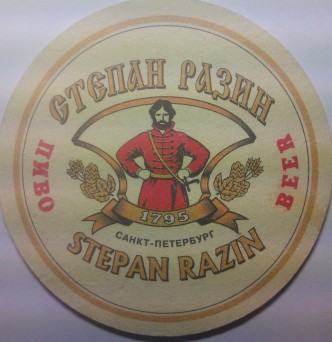 СТЕПАН РАЗИН
ПИВО
BEER
1795
САНКТ-ПЕТЕРБУРГ
STEPAN RAZIN